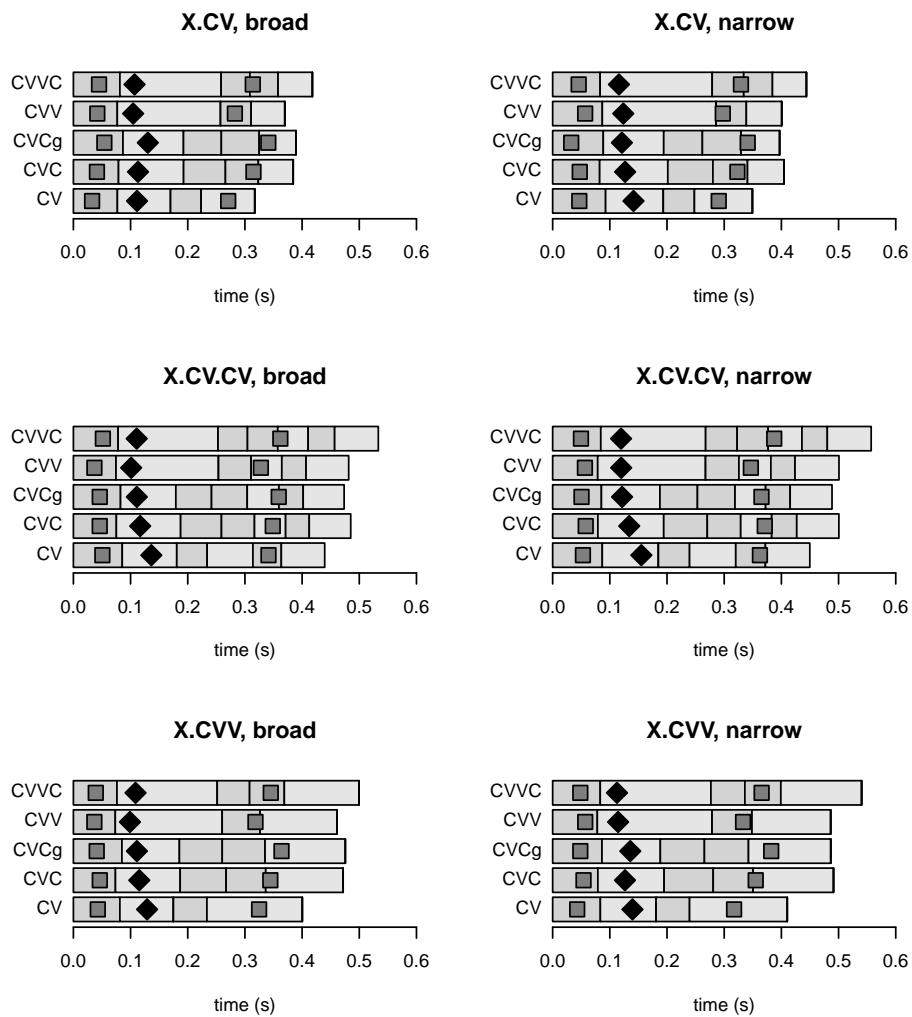 X.CV, broad
CVVC
CVV
CVCg
CVC
CV
0.0 0.1 0.2 0.3 0.4 0.5 0.6
time (s)
X.CV, narrow
CVVC
CVV
CVCg
CVC
CV
0.0 0.1 0.2 0.3 0.4 0.5 0.6
time (s)
X.CV.CV, broad
CVVC
CVV
CVCg
CVC
CV
0.0 0.1 0.2 0.3 0.4 0.5 0.6
time (s)
X.CV.CV, narrow
CVVC
CVV
CVCg
CVC
CV
0.0 0.1 0.2 0.3 0.4 0.5 0.6
time (s)
X.CVV, broad
CVVC
CVV
CVCg
CVC
CV
0.0 0.1 0.2 0.3 0.4 0.5 0.6
time (s)
X.CVV, narrow
CVVC
CVV
CVCg
CVC
CV
0.0 0.1 0.2 0.3 0.4 0.5 0.6
time (s)